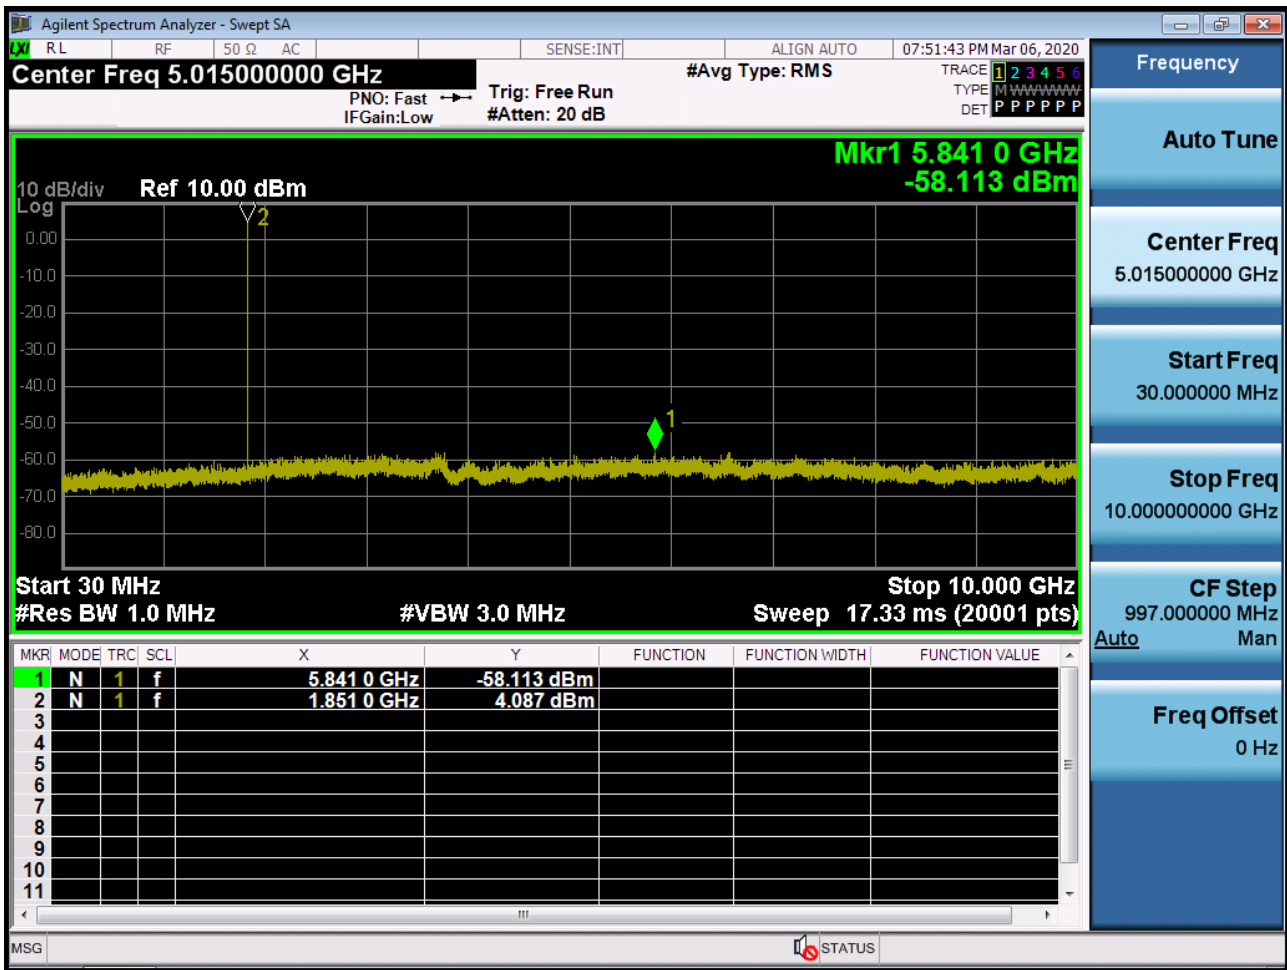 Agilent Spectrum Analyzer - Swept SA
LXI RL RF 50 Ω AC SENSE:INT ALIGN AUTO 07:51:43 PM Mar 06, 2020
Center Freq 5.015000000 GHz
PNO: Fast
IFGain:Low
Trig: Free Run
#Atten: 20 dB
#Avg Type: RMS
TRACE 1 2 3 4 5 6
TYPE M WWWWW
DET P P P P P P
Mkr1 5.841 0 GHz
-58.113 dBm
10 dB/div Ref 10.00 dBm
Log
2
0.00
-10.0
-20.0
-30.0
-40.0
-50.0
1
-60.0
-70.0
-80.0
Start 30 MHz Stop 10.000 GHz
#Res BW 1.0 MHz #VBW 3.0 MHz Sweep 17.33 ms (20001 pts)
MKR MODE TRC SCL X Y FUNCTION FUNCTION WIDTH FUNCTION VALUE
1 N 1 f 5.841 0 GHz -58.113 dBm
2 N 1 f 1.851 0 GHz 4.087 dBm
3
4
5
6
7
8
9
10
11
MSG STATUS
Frequency
Auto Tune
Center Freq
5.015000000 GHz
Start Freq
30.000000 MHz
Stop Freq
10.000000000 GHz
CF Step
997.000000 MHz
Auto Man
Freq Offset
0 Hz